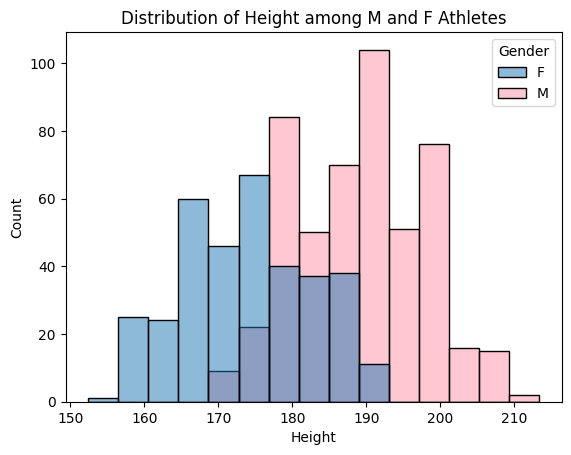 Distribution of Height among M and F Athletes
Gender
F
M
Count
100
80
60
40
20
0
150 160 170 180 190 200 210
Height